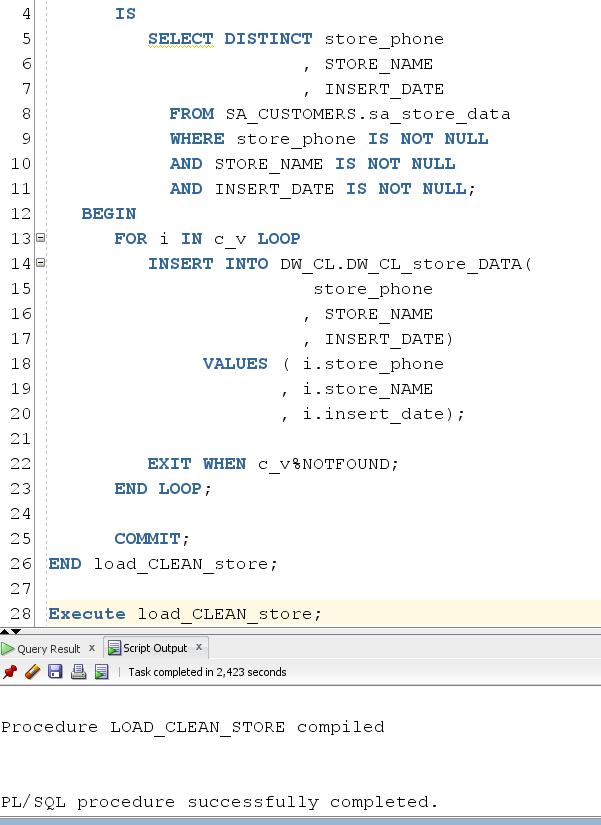 4 IS
5 SELECT DISTINCT store_phone
6 , STORE_NAME
7 , INSERT_DATE
8 FROM SA_CUSTOMERS.sa_store_data
9 WHERE store_phone IS NOT NULL
10 AND STORE_NAME IS NOT NULL
11 AND INSERT_DATE IS NOT NULL;
12 BEGIN
13 FOR i IN c_v LOOP
14 INSERT INTO DW_CL.DW_CL_store_DATA(
15 store_phone
16 , STORE_NAME
17 , INSERT_DATE)
18 VALUES ( i.store_phone
19 , i.store_NAME
20 , i.insert_date);
21
22 EXIT WHEN c_v%NOTFOUND;
23 END LOOP;
24
25 COMMIT;
26 END load_CLEAN_store;
27
28 Execute load_CLEAN_store;
Query Result x Script Output x
Task completed in 2,423 seconds
Procedure LOAD_CLEAN_STORE compiled
PL/SQL procedure successfully completed.